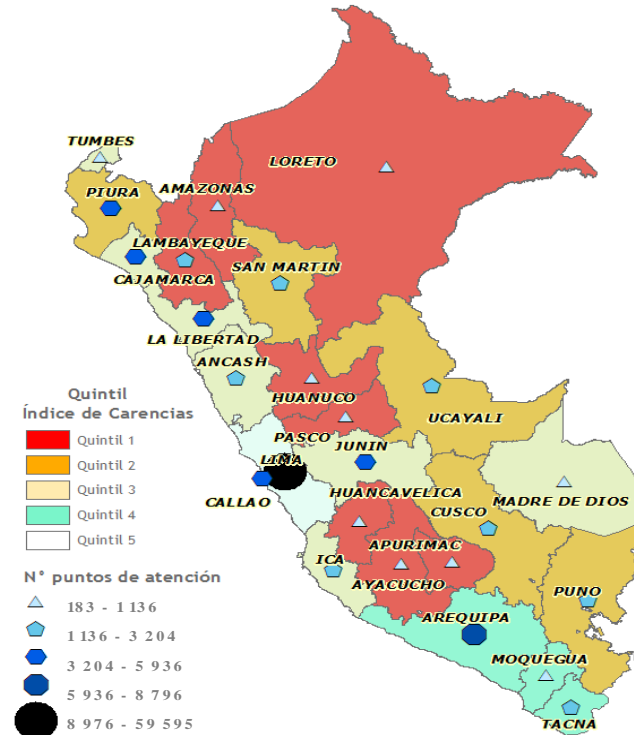 TUMBES
LORETO
PIURA
AMAZONAS
LAMBAYEQUE
SAN MARTIN
CAJAMARCA
LA LIBERTAD
ANCASH
HUANUCO
UCAYALI
PASCO
JUNIN
LIMA
CALLAO
HUANCAVELICA
MADRE DE DIOS
CUSCO
ICA
APURIMAC
AYACUCHO
PUNO
AREQUIPA
MOQUEGUA
TACNA
Quintil
Índice de Carencias
Quintil 1
Quintil 2
Quintil 3
Quintil 4
Quintil 5
N° puntos de atención
183 - 1 136
1 136 - 3 204
3 204 - 5 936
5 936 - 8 796
8 976 - 59 595